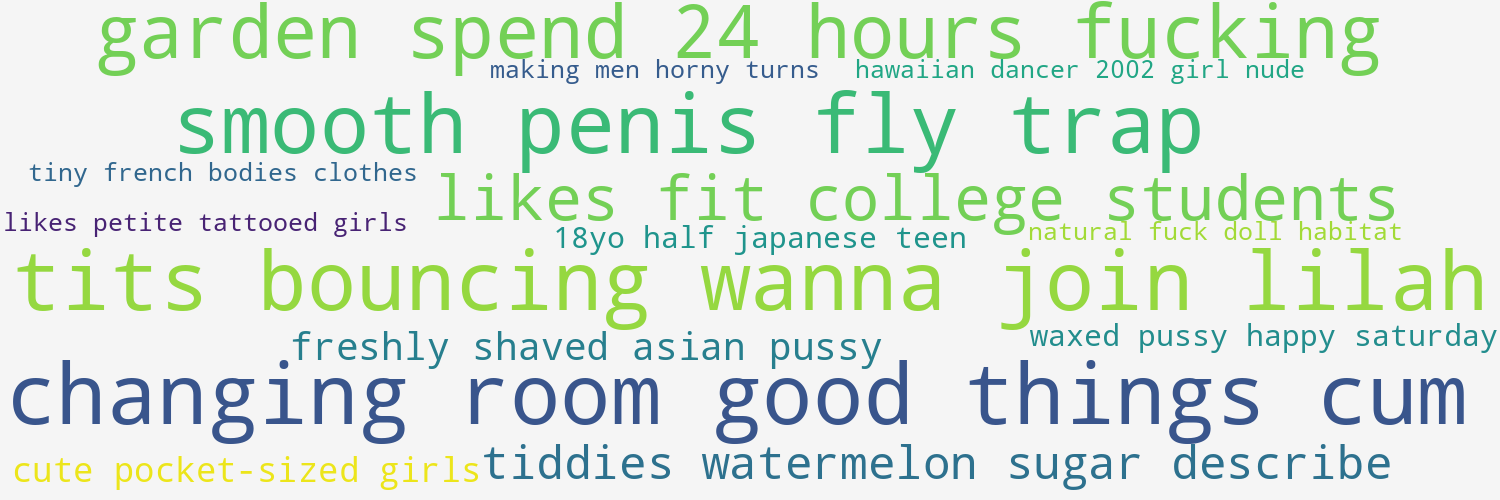 garden spend 24 hours fucking
making men horny turns
hawaiian dancer 2002 girl nude
smooth penis fly trap
tiny french bodies clothes
likes fit college students
likes petite tattooed girls
18yo half japanese teen
natural fuck doll habitat
tits bouncing wanna join lilah
freshly shaved asian pussy
waxed pussy happy saturday
changing room good things cum
cute pocket-sized girls
tiddies watermelon sugar describe